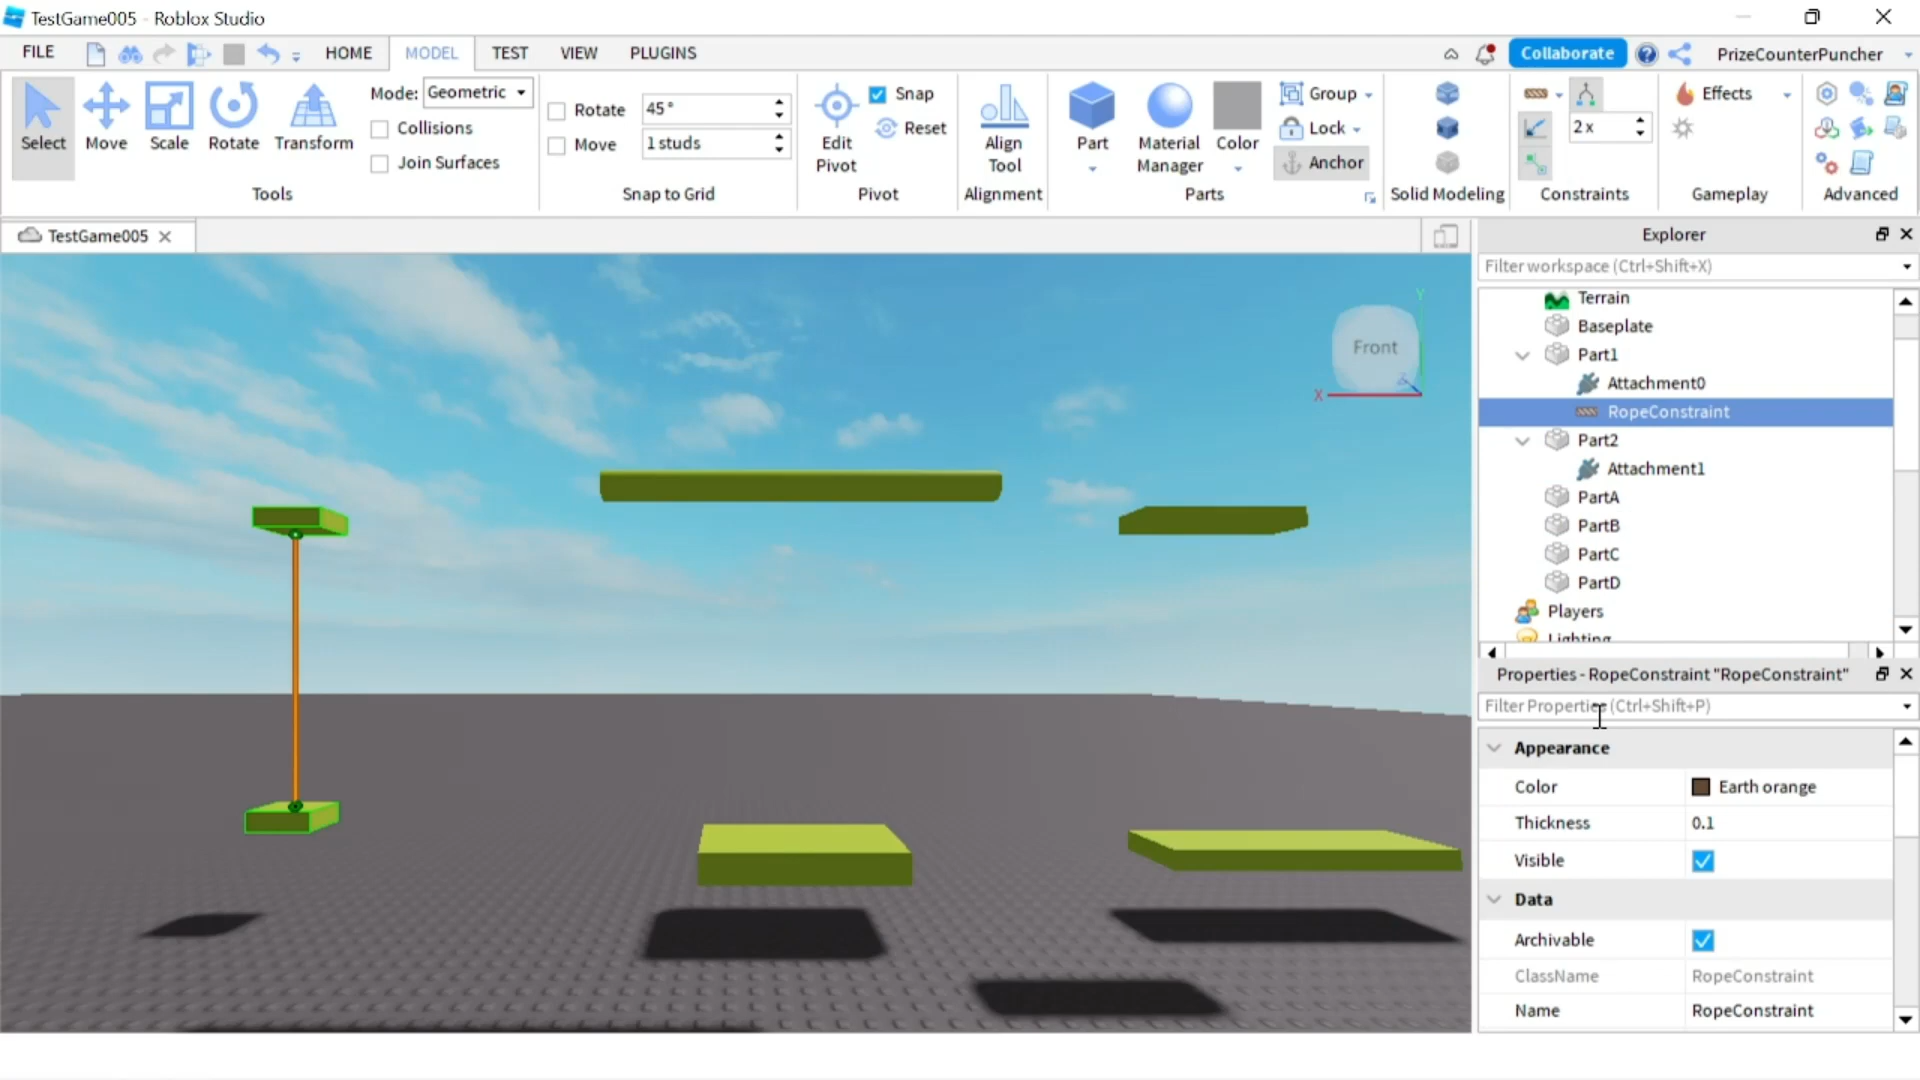 TestGame005 - Roblox Studio
FILE HOME MODEL TEST VIEW PLUGINS Collaborate PrizeCounterPuncher
Select Move Scale Rotate Transform
Mode: Geometric
Collisions
Join Surfaces
Tools
Rotate 45°
Move 1 studs
Snap to Grid
Edit Pivot
Snap
Reset
Pivot
Align Tool
Alignment
Part
Material Manager
Color
Group
Lock
Anchor
Parts
Solid Modeling
2 x
Constraints
Effects
Gameplay
Advanced
TestGame005
Front
X
Y
Explorer
Filter workspace (Ctrl+Shift+X)
Terrain
Baseplate
Part1
Attachment0
RopeConstraint
Part2
Attachment1
PartA
PartB
PartC
PartD
Players
Lighting
Properties - RopeConstraint "RopeConstraint"
Filter Properties (Ctrl+Shift+P)
Appearance
Color Earth orange
Thickness 0.1
Visible
Data
Archivable
ClassName RopeConstraint
Name RopeConstraint